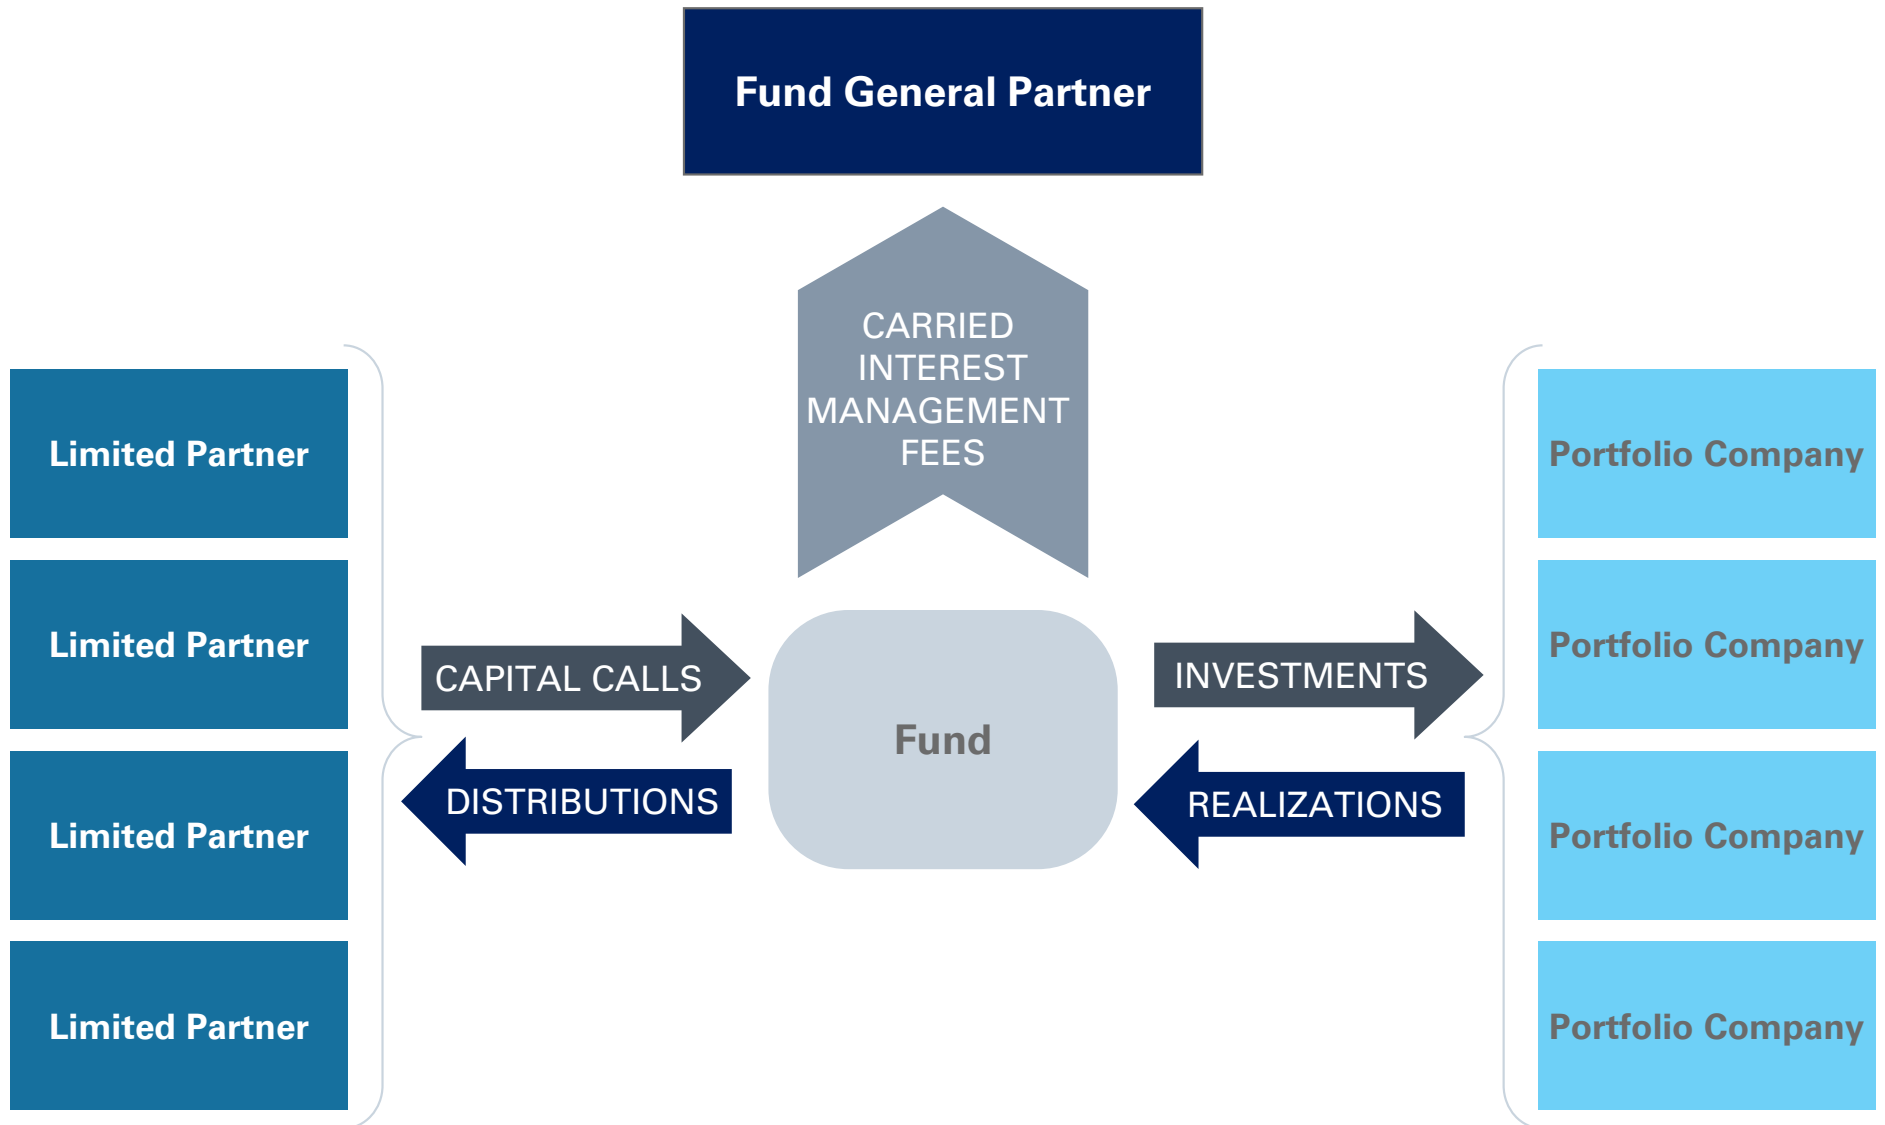 Fund General Partner
CARRIED
INTEREST
MANAGEMENT
FEES
Limited Partner
Limited Partner
Limited Partner
Limited Partner
CAPITAL CALLS
DISTRIBUTIONS
Fund
INVESTMENTS
REALIZATIONS
Portfolio Company
Portfolio Company
Portfolio Company
Portfolio Company